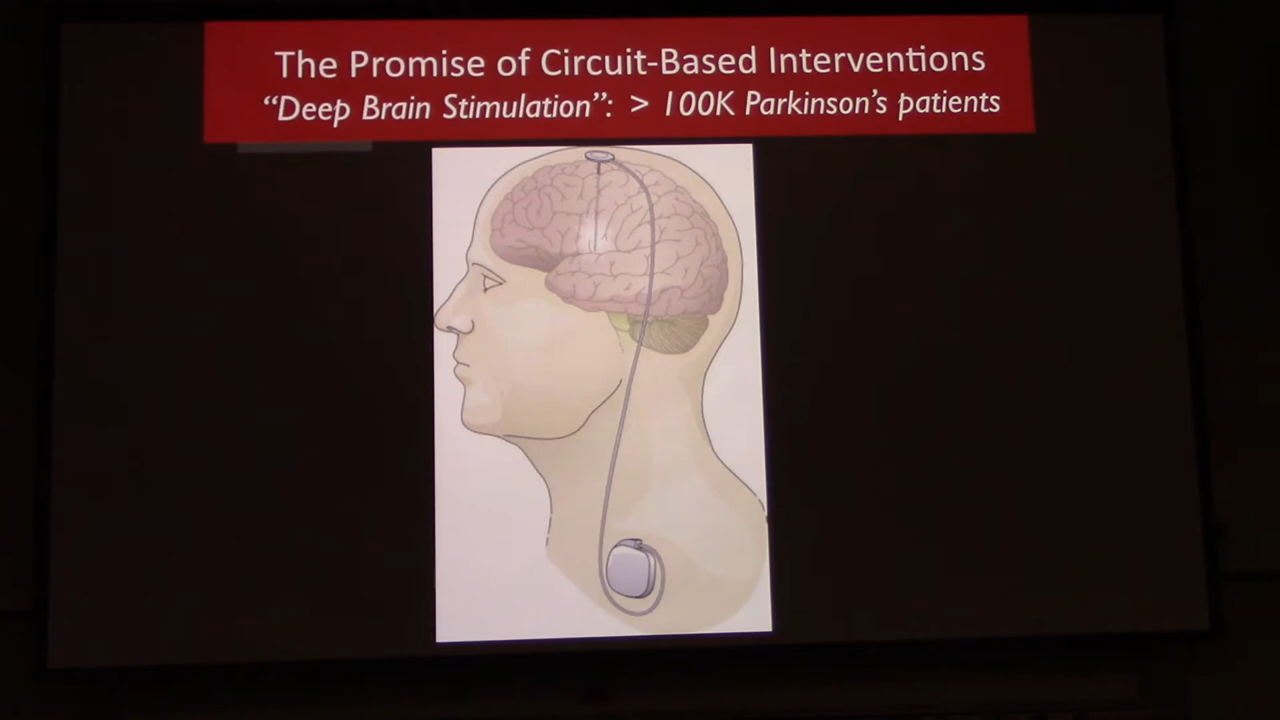 The Promise of Circuit-Based Interventions
“Deep Brain Stimulation”: > 100K Parkinson’s patients